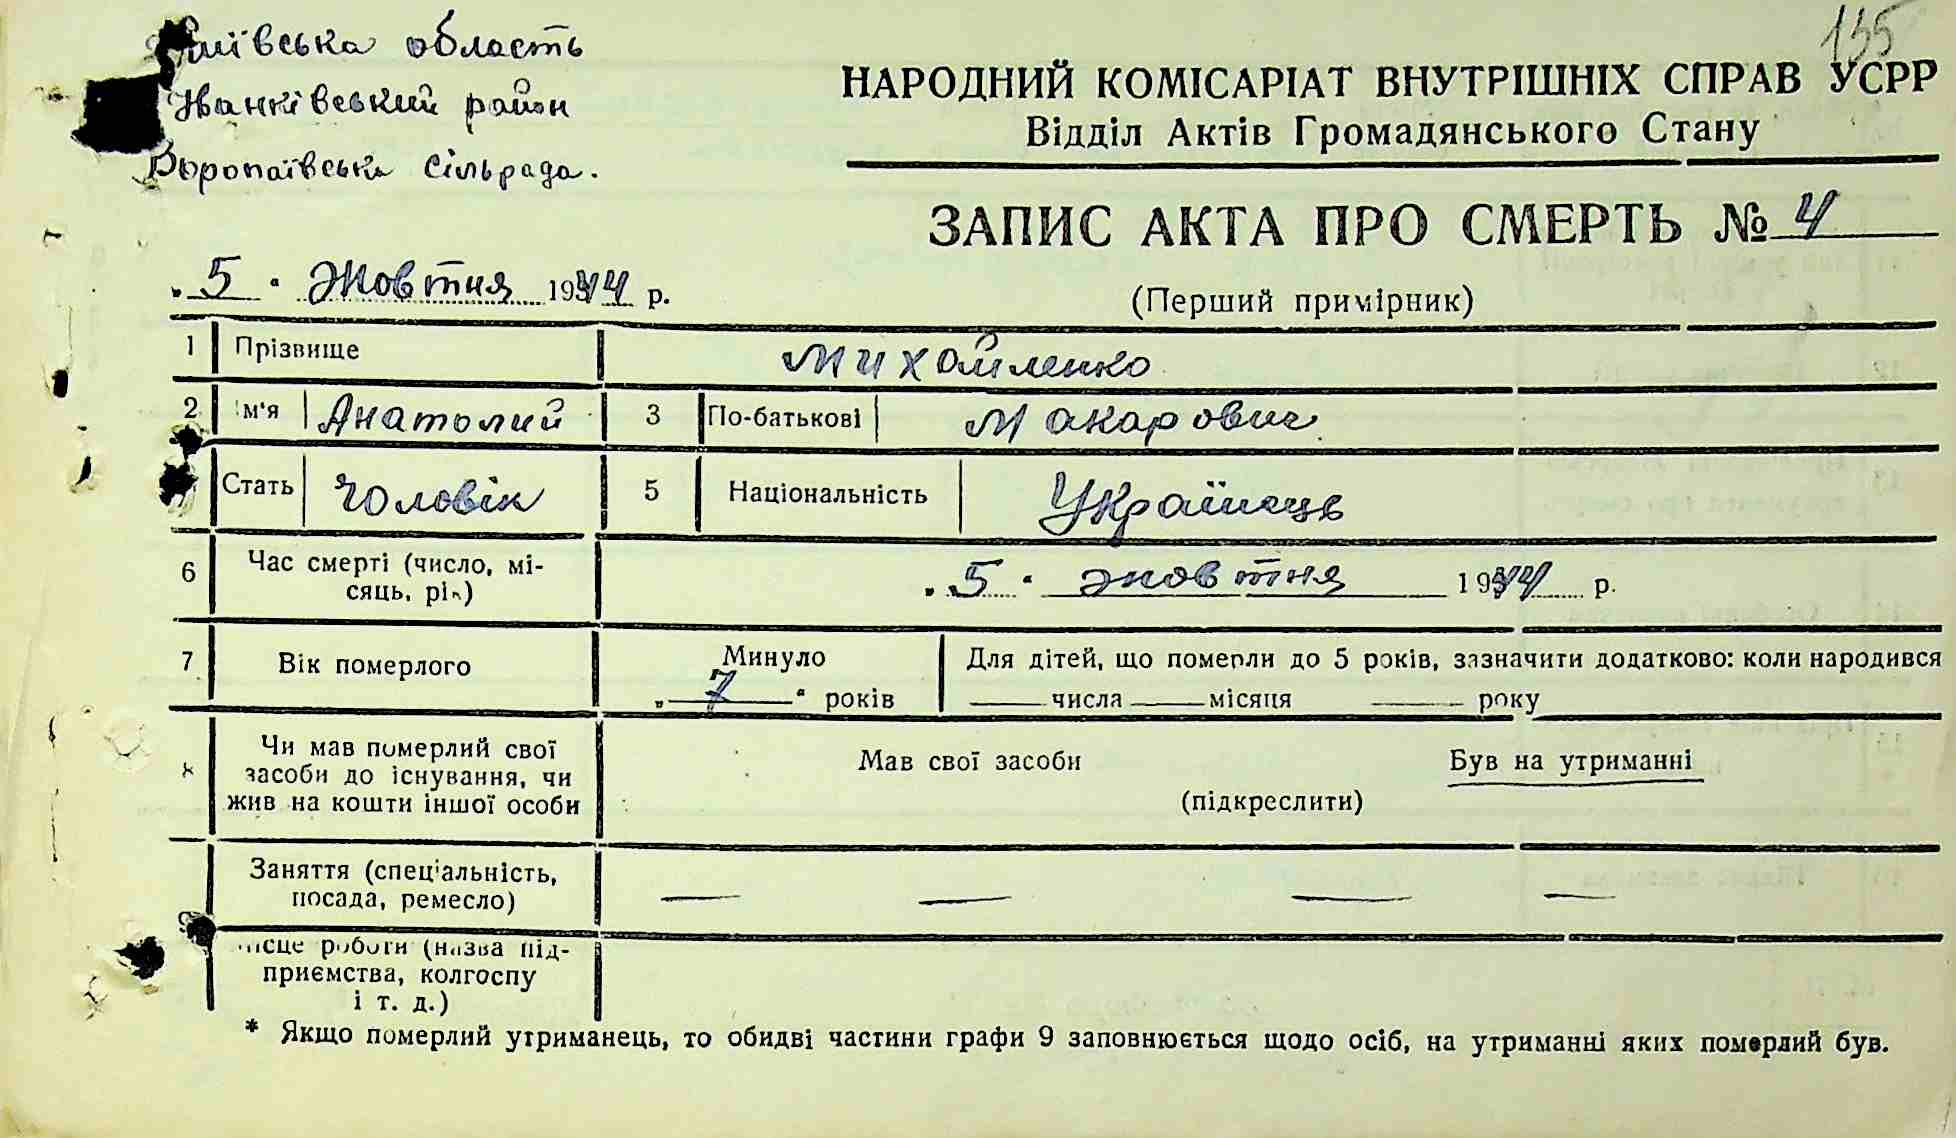 Київська область
Іванківський район
Воропаївська сільрада.
155
НАРОДНИЙ КОМІСАРІАТ ВНУТРІШНІХ СПРАВ УСРР
Відділ Актів Громадянського Стану
ЗАПИС АКТА ПРО СМЕРТЬ № 4
„5“ Жовтня 1944 р.
(Перший примірник)
1 Прізвище Михайленко
2 Ім'я Анатолий 3 По-батькові Макарович
Стать Чоловік 5 Національність Українець
6 Час смерті (число, мі-
сяць, рік) „5“ жовтня 1944 р.
7 Вік померлого Минуло „7“ років
Для дітей, що померли до 5 років, зазначити додатково: коли народився
числа місяця року
8 Чи мав померлий свої
засоби до існування, чи
жив на кошти іншої особи
Мав свої засоби Був на утриманні
(підкреслити)
Заняття (спеціальність,
посада, ремесло) — — — —
Місце роботи (назва під-
приємства, колгоспу
і т. д.)
* Якщо померлий утриманець, то обидві частини графи 9 заповнюється щодо осіб, на утриманні яких померлий був.